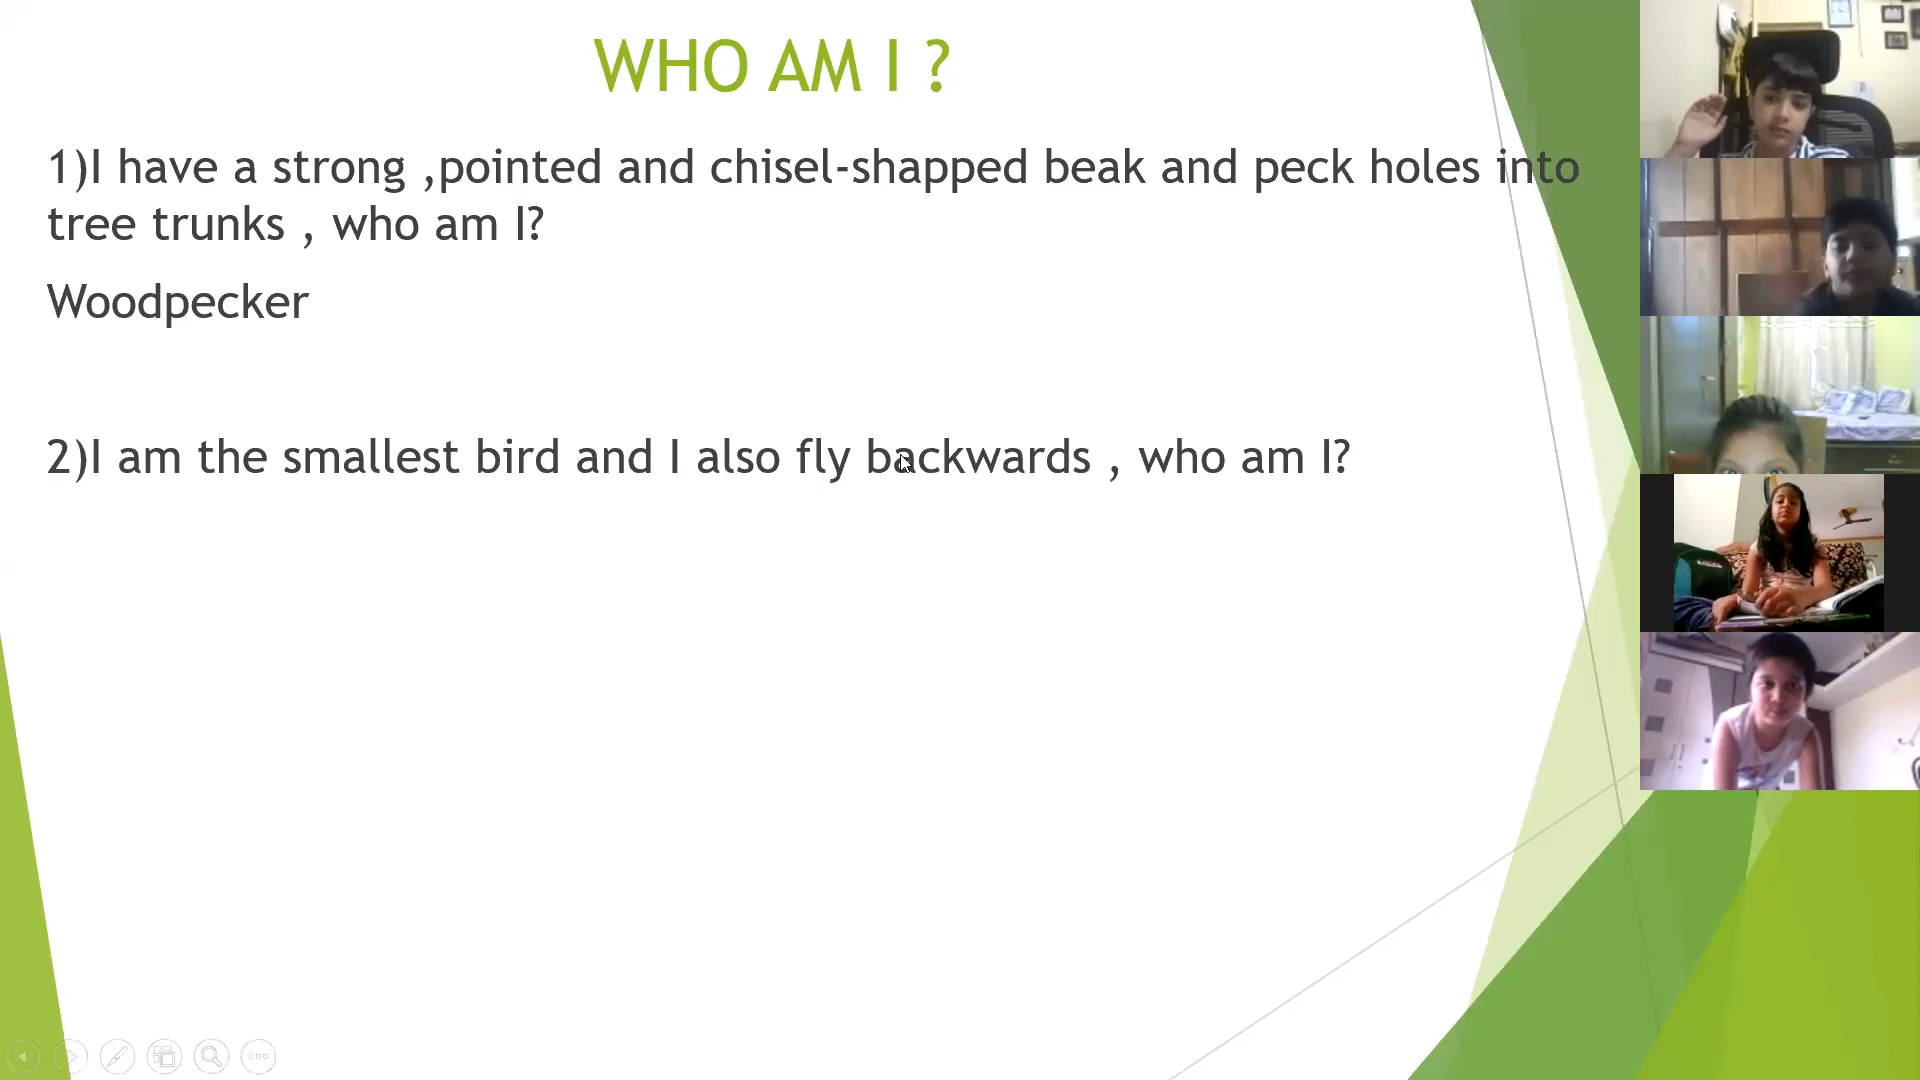 WHO AM I ?
1)I have a strong ,pointed and chisel-shapped beak and peck holes into
tree trunks , who am I?
Woodpecker
2)I am the smallest bird and I also fly backwards , who am I?